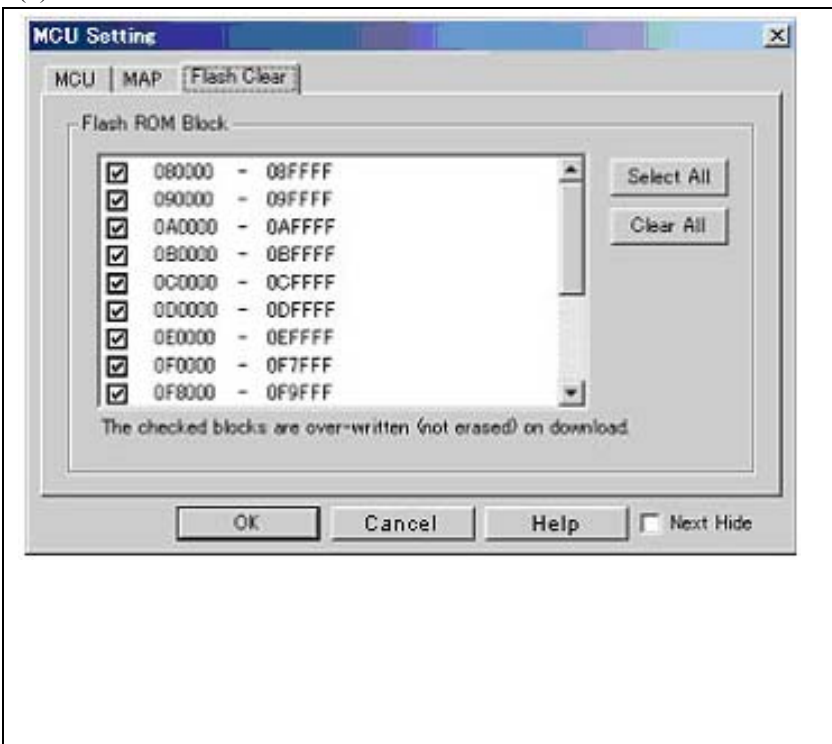 MCU Setting
MCU MAP Flash Clear
Flash ROM Block
080000 - 08FFFF
090000 - 09FFFF
0A0000 - 0AFFFF
0B0000 - 0BFFFF
0C0000 - 0CFFFF
0D0000 - 0DFFFF
0E0000 - 0EFFFF
0F0000 - 0F7FFF
0F8000 - 0F9FFF
Select All
Clear All
The checked blocks are over-written (not erased) on download.
OK Cancel Help Next Hide